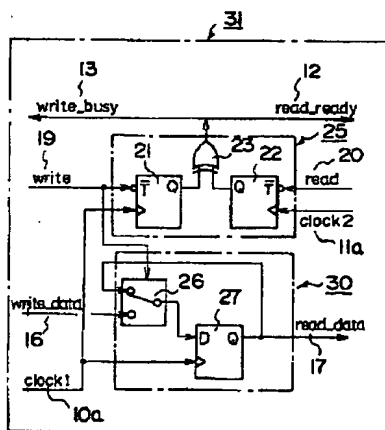 31
13
12
write_busy
read_ready
19
23
25
write
21
22
20
T Q
Q T
read
clock2
11a
30
26
27
write_data
16
D Q
read_data
17
clock1
10a